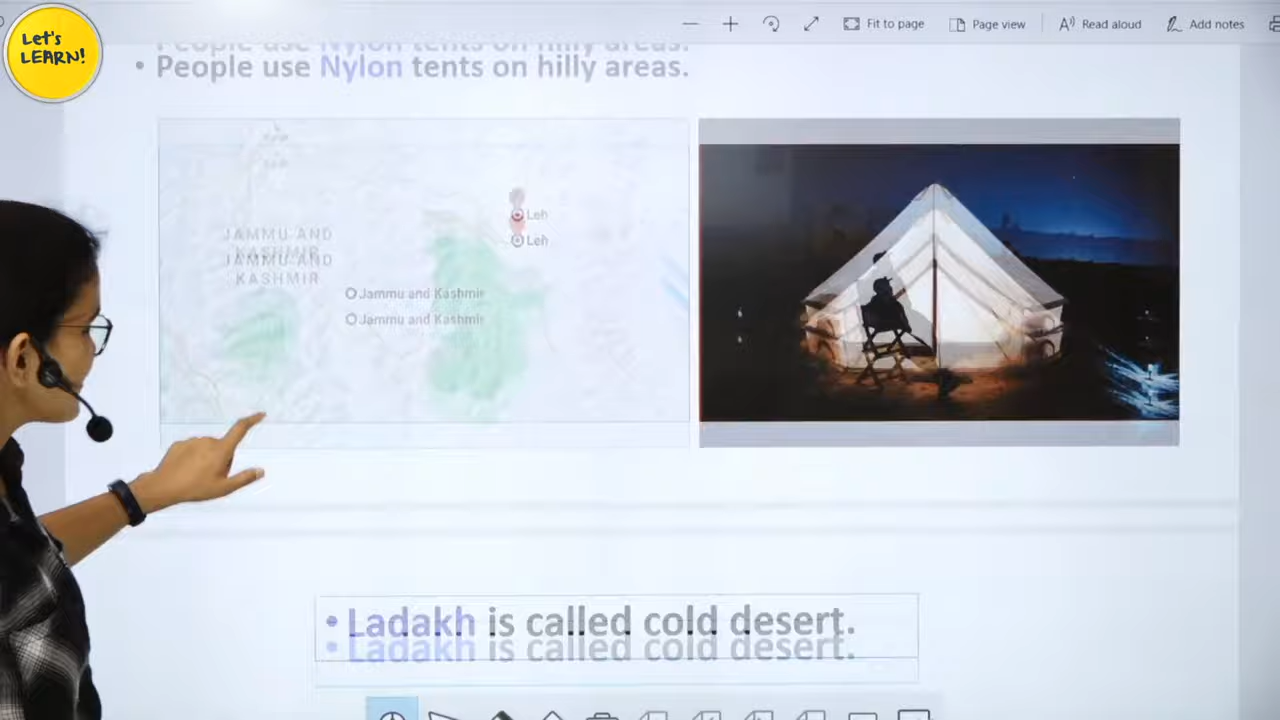 Let's
LEARN!
Fit to page
Page view
Read aloud
Add notes
• People use Nylon tents on hilly areas.
• People use Nylon tents on hilly areas.
Leh
Leh
JAMMU AND
KASHMIR
JAMMU AND
KASHMIR
Jammu and Kashmir
Jammu and Kashmir
• Ladakh is called cold desert.
• Ladakh is called cold desert.